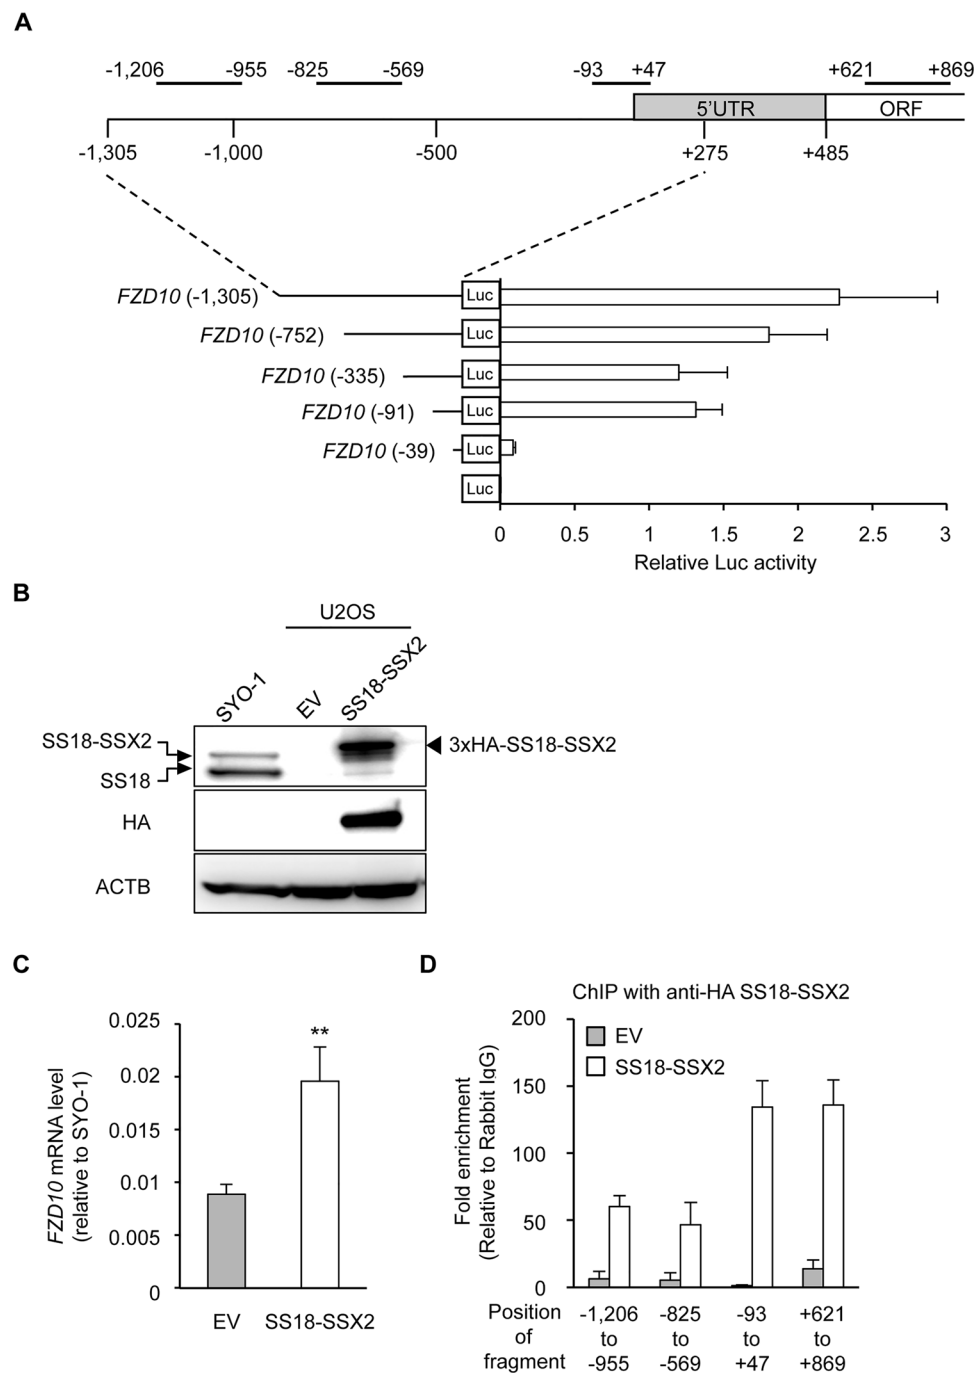 A
-1,206 -955 -825 -569 -93 +47 +621 +869
5'UTR ORF
-1,305 -1,000 -500 +275 +485
FZD10 (-1,305) Luc
FZD10 (-752) Luc
FZD10 (-335) Luc
FZD10 (-91) Luc
FZD10 (-39) Luc
Luc
0 0.5 1 1.5 2 2.5 3
Relative Luc activity
B
U2OS
SYO-1 EV SS18-SSX2
SS18-SSX2
3xHA-SS18-SSX2
SS18
HA
ACTB
C
FZD10 mRNA level
(relative to SYO-1)
0.025
0.02
0.015
0.01
0.005
0
**
EV SS18-SSX2
D
ChIP with anti-HA SS18-SSX2
Fold enrichment
(Relative to Rabbit IgG)
200
150
100
50
0
EV
SS18-SSX2
Position -1,206 -825 -93 +621
of to to to to
fragment -955 -569 +47 +869